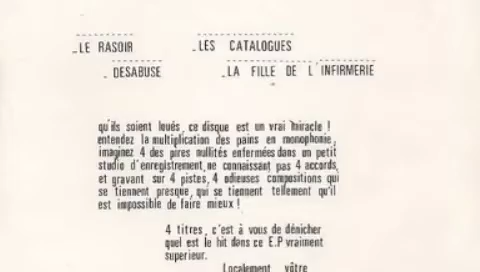 _LE RASOIR _LES CATALOGUES
_DESABUSE _LA FILLE DE L'INFIRMERIE
qu'ils soient loués, ce disque est un vrai miracle !
entendez la multiplication des pains en monophonie,
imaginez 4 des pires nullités enfermées dans un petit
studio d'enregistrement, ne connaissant pas 4 accords,
et gravant sur 4 pistes, 4 odieuses compositions qui
se tiennent presque, qui se tiennent tellement qu'il
est impossible de faire mieux !
4 titres, c'est à vous de dénicher
quel est le hit dans ce E.P vraiment
superieur.
Localement vôtre